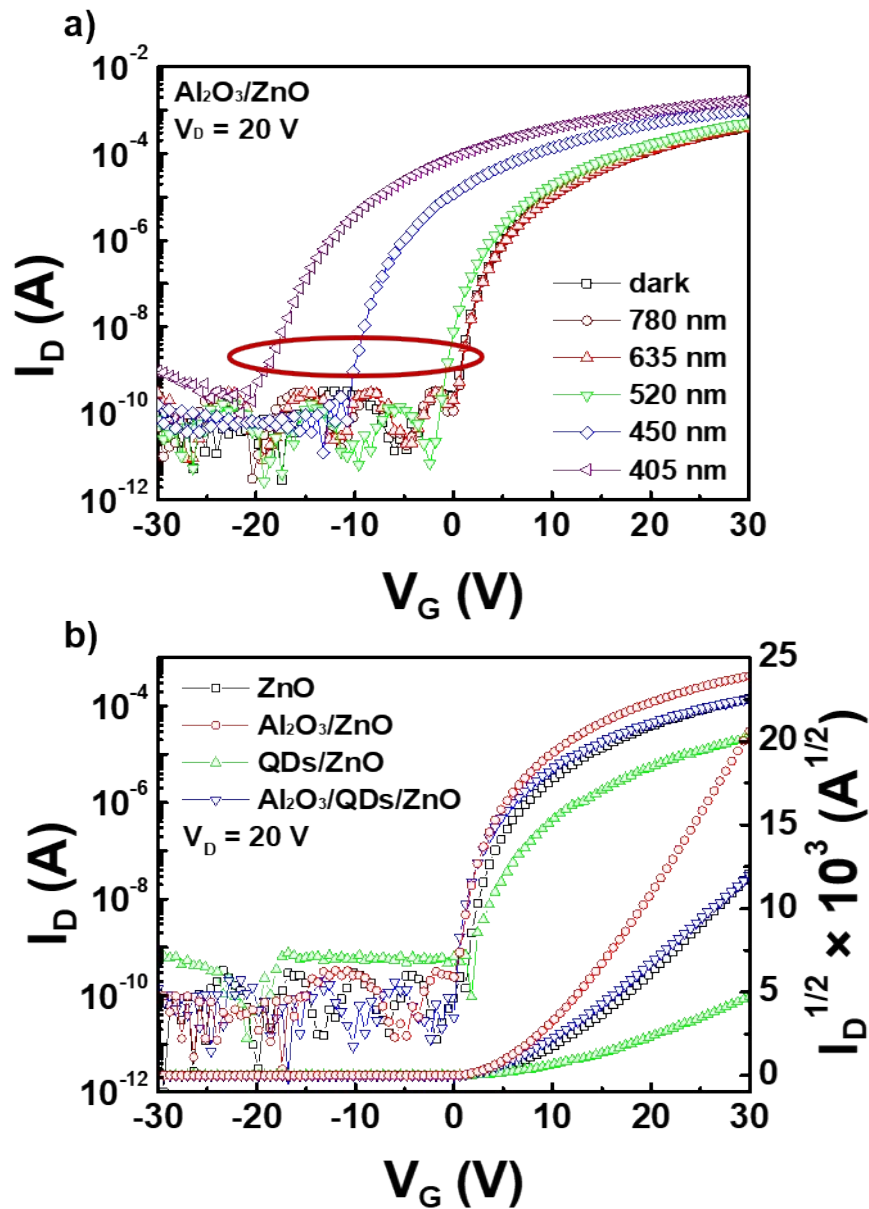 a)
Al₂O₃/ZnO
V_D = 20 V
10⁻²
10⁻⁴
10⁻⁶
10⁻⁸
10⁻¹⁰
10⁻¹²
I_D (A)
dark
780 nm
635 nm
520 nm
450 nm
405 nm
-30 -20 -10 0 10 20 30
V_G (V)
b)
ZnO
Al₂O₃/ZnO
QDs/ZnO
Al₂O₃/QDs/ZnO
V_D = 20 V
10⁻⁴
10⁻⁶
10⁻⁸
10⁻¹⁰
10⁻¹²
I_D (A)
25
20
15
10
5
0
I_D^1/2 × 10³ (A^1/2)
-30 -20 -10 0 10 20 30
V_G (V)